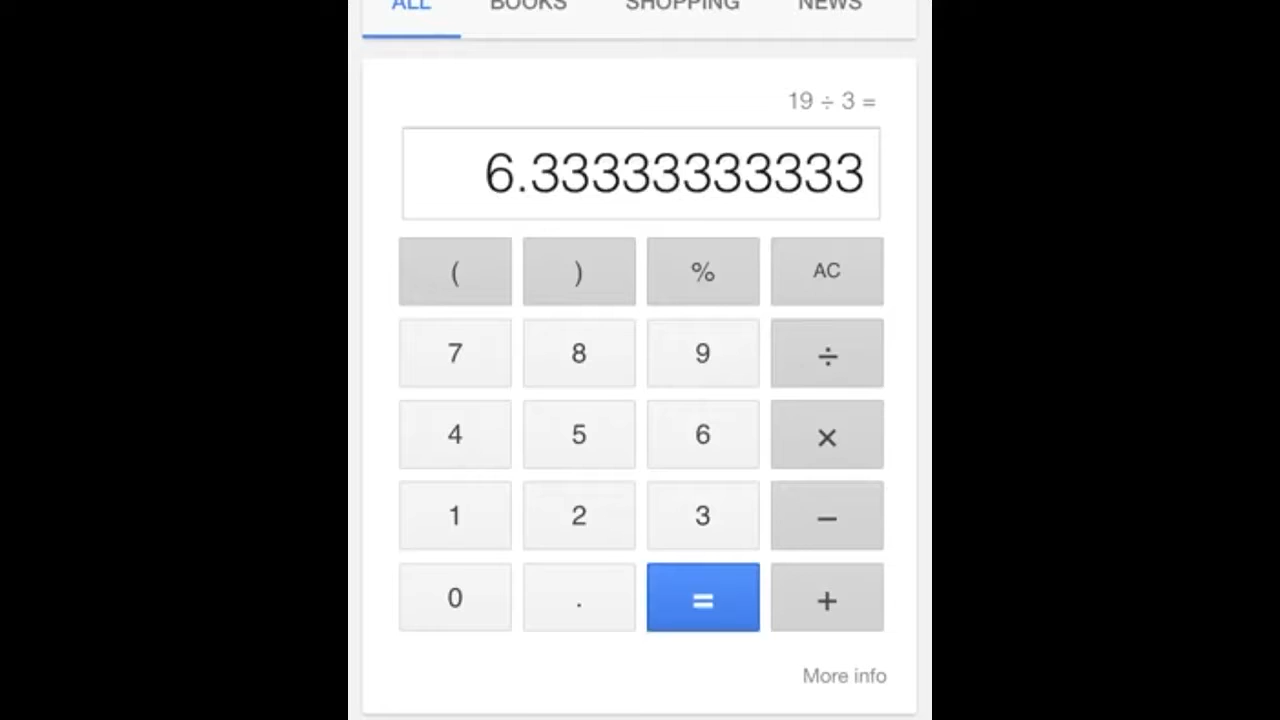 ALL BOOKS SHOPPING NEWS
19 ÷ 3 =
6.33333333333
( ) % AC
7 8 9 ÷
4 5 6 ×
1 2 3 −
0 . = +
More info